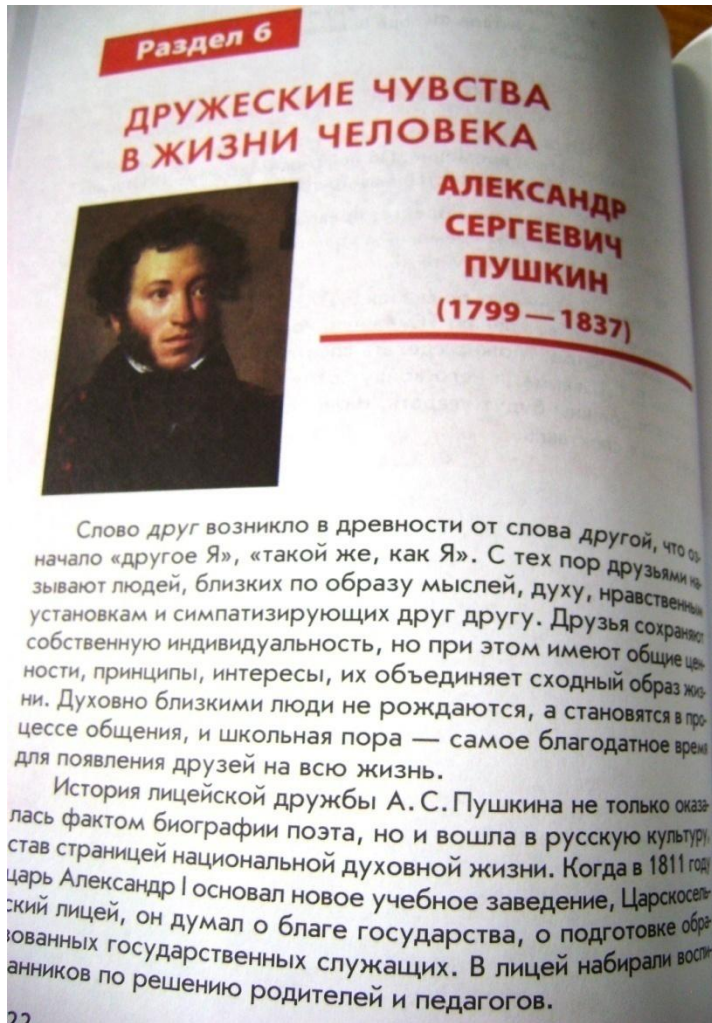 Раздел 6
ДРУЖЕСКИЕ ЧУВСТВА
В ЖИЗНИ ЧЕЛОВЕКА
АЛЕКСАНДР
СЕРГЕЕВИЧ
ПУШКИН
(1799 — 1837)
Слово друг возникло в древности от слова другой, что оз-
начало «другое Я», «такой же, как Я». С тех пор друзьями на-
зывают людей, близких по образу мыслей, духу, нравственным
установкам и симпатизирующих друг другу. Друзья сохраняют
собственную индивидуальность, но при этом имеют общие цен-
ности, принципы, интересы, их объединяет сходный образ жиз-
ни. Духовно близкими люди не рождаются, а становятся в про-
цессе общения, и школьная пора — самое благодатное время
для появления друзей на всю жизнь.
История лицейской дружбы А. С. Пушкина не только оказа-
лась фактом биографии поэта, но и вошла в русскую культуру,
став страницей национальной духовной жизни. Когда в 1811 году
царь Александр I основал новое учебное заведение, Царскосель-
ский лицей, он думал о благе государства, о подготовке обра-
зованных государственных служащих. В лицей набирали воспи-
танников по решению родителей и педагогов.